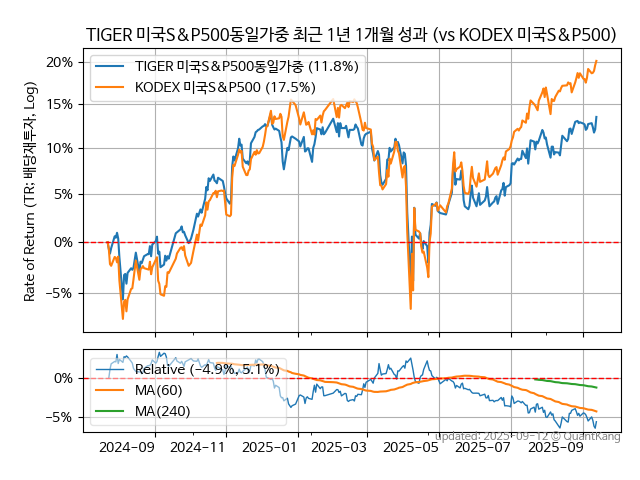 TIGER 미국S&P500동일가중 최근 1년 1개월 성과 (vs KODEX 미국S&P500)
Rate of Return (TR: 배당재투자, Log)
20%
15%
10%
5%
0%
−5%
TIGER 미국S&P500동일가중 (11.8%)
KODEX 미국S&P500 (17.5%)
0%
−5%
Relative (−4.9%, 5.1%)
MA(60)
MA(240)
2024-09 2024-11 2025-01 2025-03 2025-05 2025-07 2025-09
updated: 2025-09-12 © QuantKang